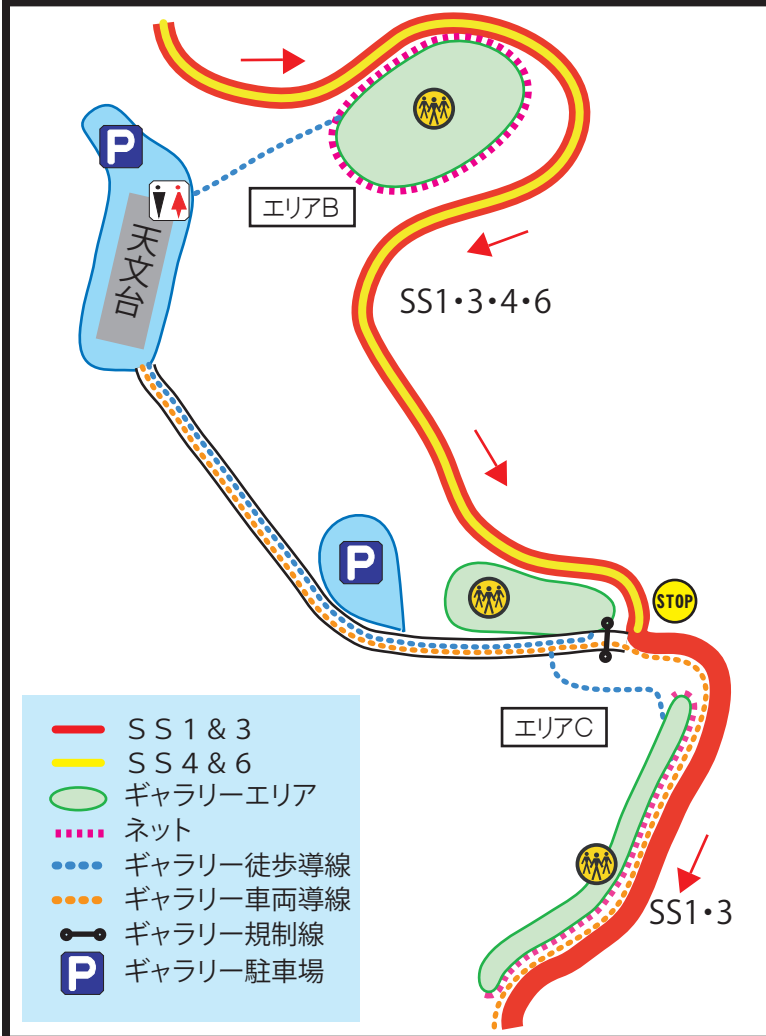 P
エリアB
天文台
SS1・3・4・6
P
STOP
エリアC
SS1・3
ＳＳ１＆３
ＳＳ４＆６
ギャラリーエリア
ネット
ギャラリー徒歩導線
ギャラリー車両導線
ギャラリー規制線
P ギャラリー駐車場